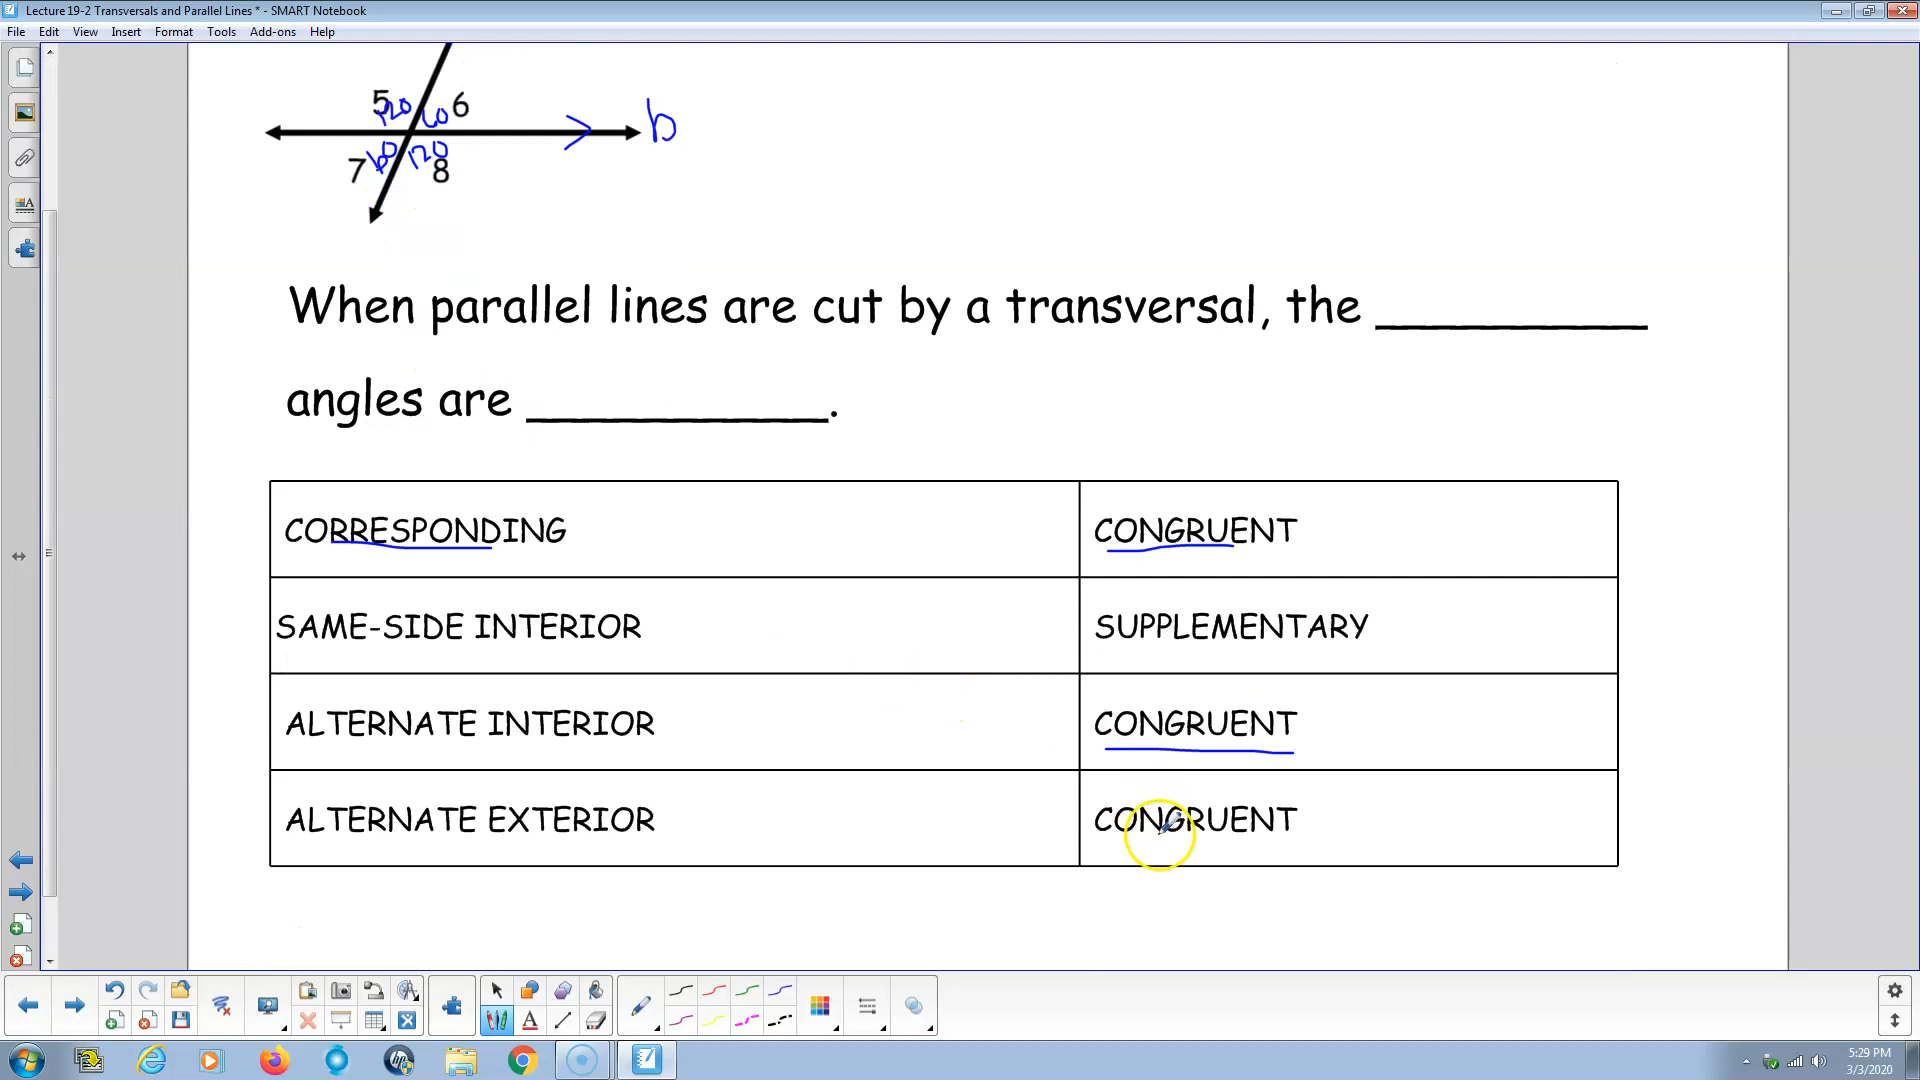 Lecture 19-2 Transversals and Parallel Lines * - SMART Notebook
File Edit View Insert Format Tools Add-ons Help
5 120 60 6
b
7 60 120 8
When parallel lines are cut by a transversal, the __________
angles are ___________.
CORRESPONDING CONGRUENT
SAME-SIDE INTERIOR SUPPLEMENTARY
ALTERNATE INTERIOR CONGRUENT
ALTERNATE EXTERIOR CONGRUENT
5:29 PM
3/3/2020